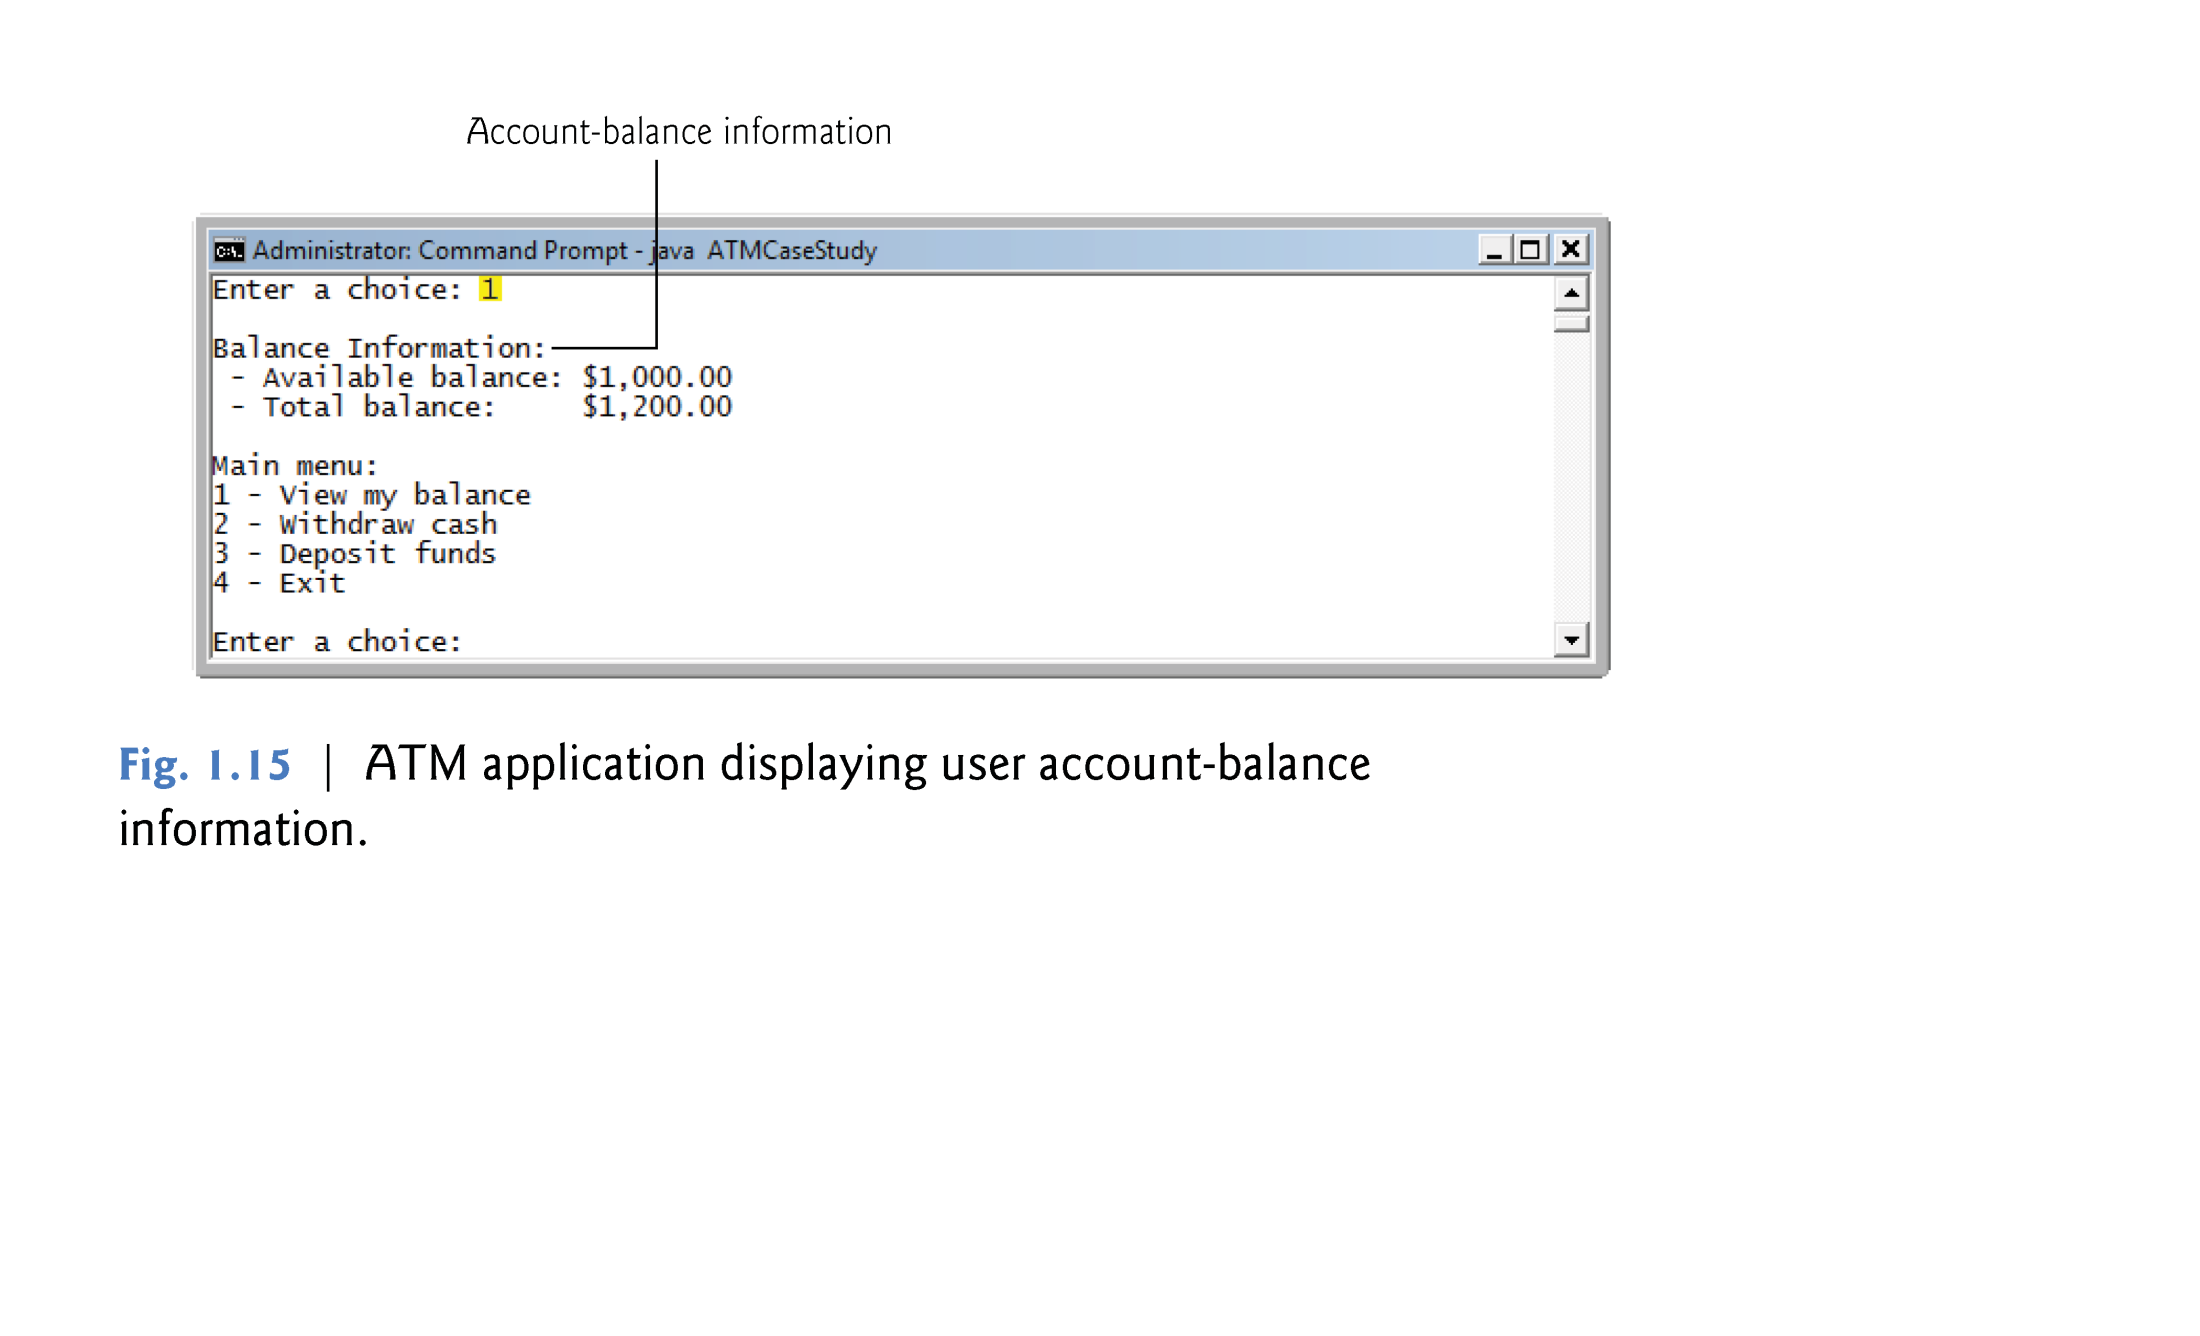 Account-balance information
Administrator: Command Prompt - java  ATMCaseStudy
Enter a choice: 1
Balance Information:
 - Available balance: $1,000.00
 - Total balance:     $1,200.00
Main menu:
1 - View my balance
2 - Withdraw cash
3 - Deposit funds
4 - Exit
Enter a choice:
Fig. 1.15 | ATM application displaying user account-balance
information.